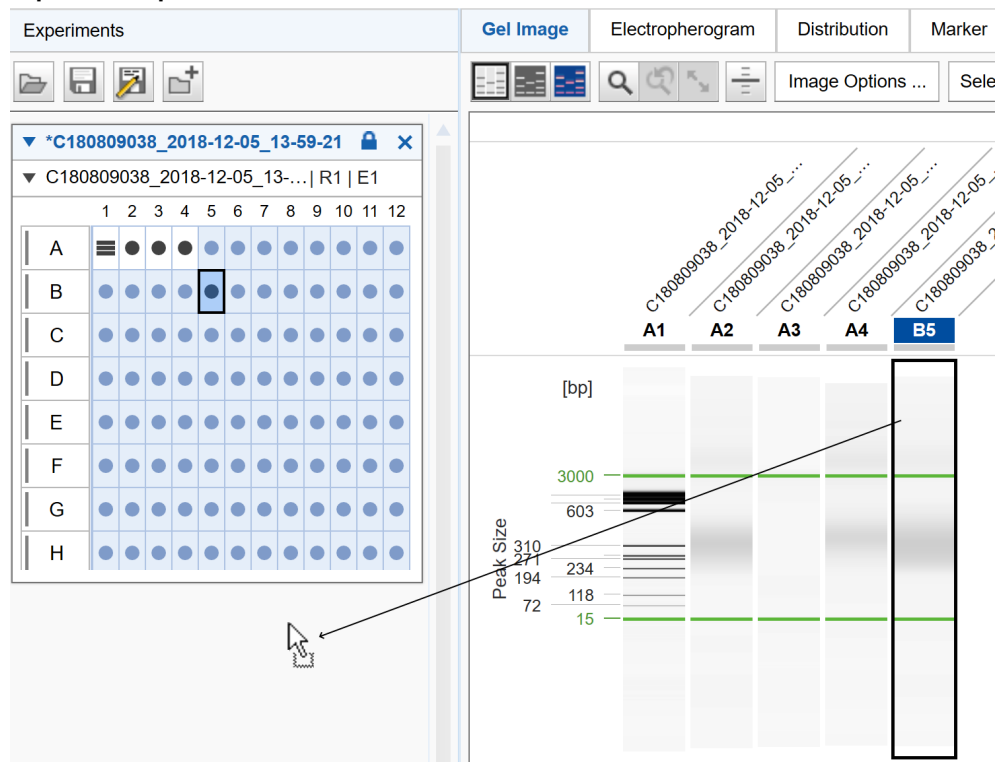 Experiments
Gel Image Electropherogram Distribution Marker
Image Options ... Sele
*C180809038_2018-12-05_13-59-21
C180809038_2018-12-05_13-...| R1 | E1
1 2 3 4 5 6 7 8 9 10 11 12
A
B
C
D
E
F
G
H
C180809038_2018-12-05_...
C180809038_2018-12-05_...
C180809038_2018-12-05_...
C180809038_2018-12-05_...
C180809038_2
A1 A2 A3 A4 B5
[bp]
Peak Size
3000
603
310
271
234
194
118
72
15